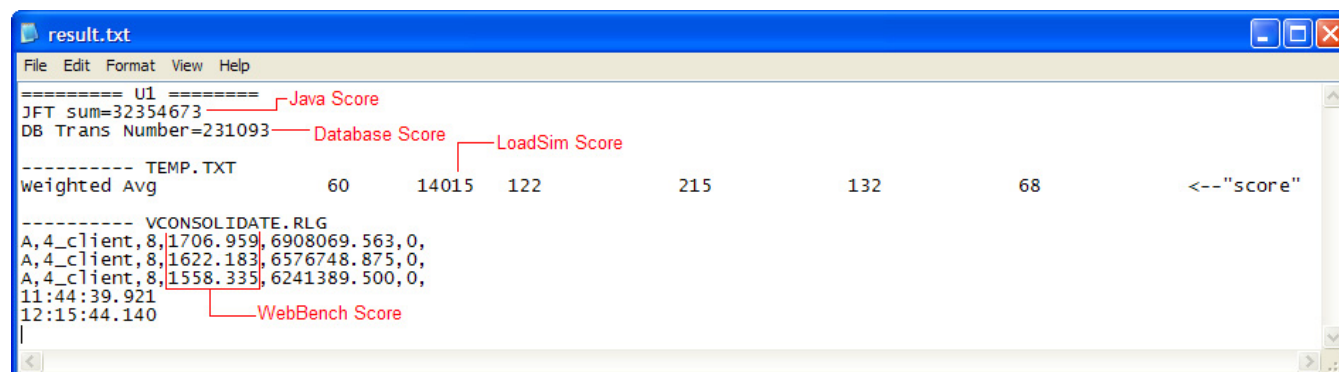 result.txt
File Edit Format View Help
========= U1 ========
JFT sum=32354673
Java Score
DB Trans Number=231093
Database Score
LoadSim Score
---------- TEMP.TXT
Weighted Avg 60 14015 122 215 132 68 <--"score"
---------- VCONSOLIDATE.RLG
A,4_client,8,1706.959,6908069.563,0,
A,4_client,8,1622.183,6576748.875,0,
A,4_client,8,1558.335,6241389.500,0,
11:44:39.921
12:15:44.140
WebBench Score